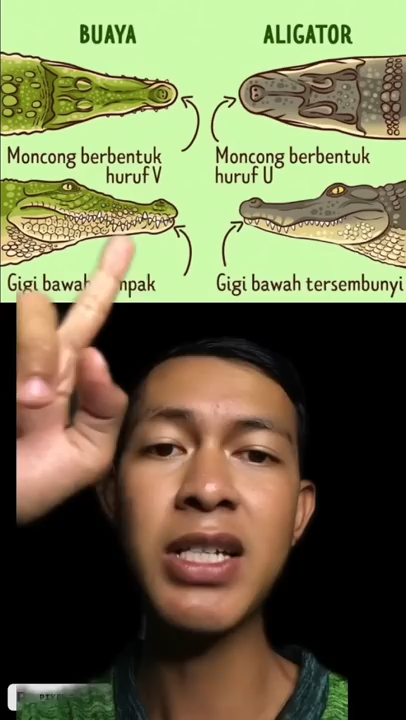 BUAYA
ALIGATOR
Moncong berbentuk
huruf V
Moncong berbentuk
huruf U
Gigi bawah
Gigi bawah tersembunyi